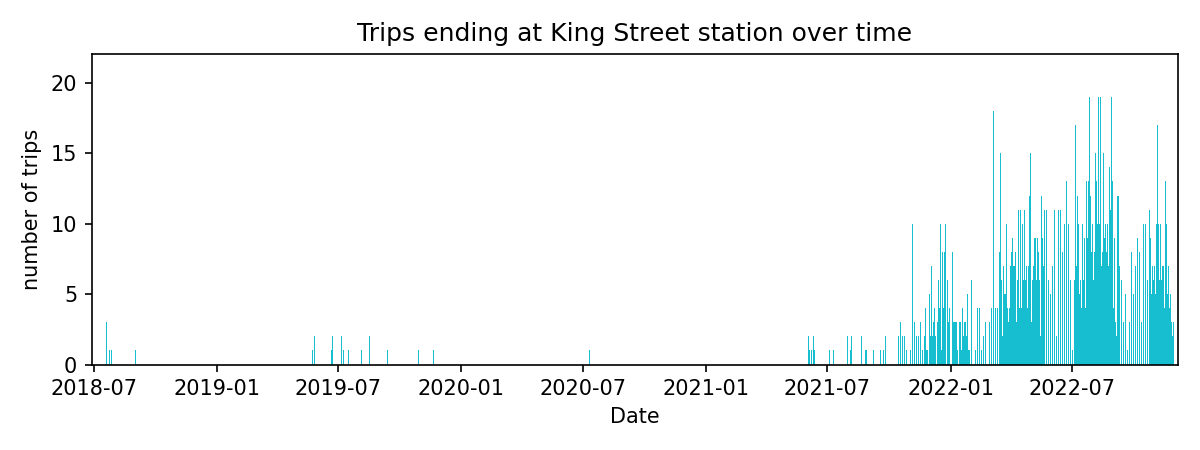 Trips ending at King Street station over time
20
15
10
5
0
number of trips
2018-07 2019-01 2019-07 2020-01 2020-07 2021-01 2021-07 2022-01 2022-07
Date